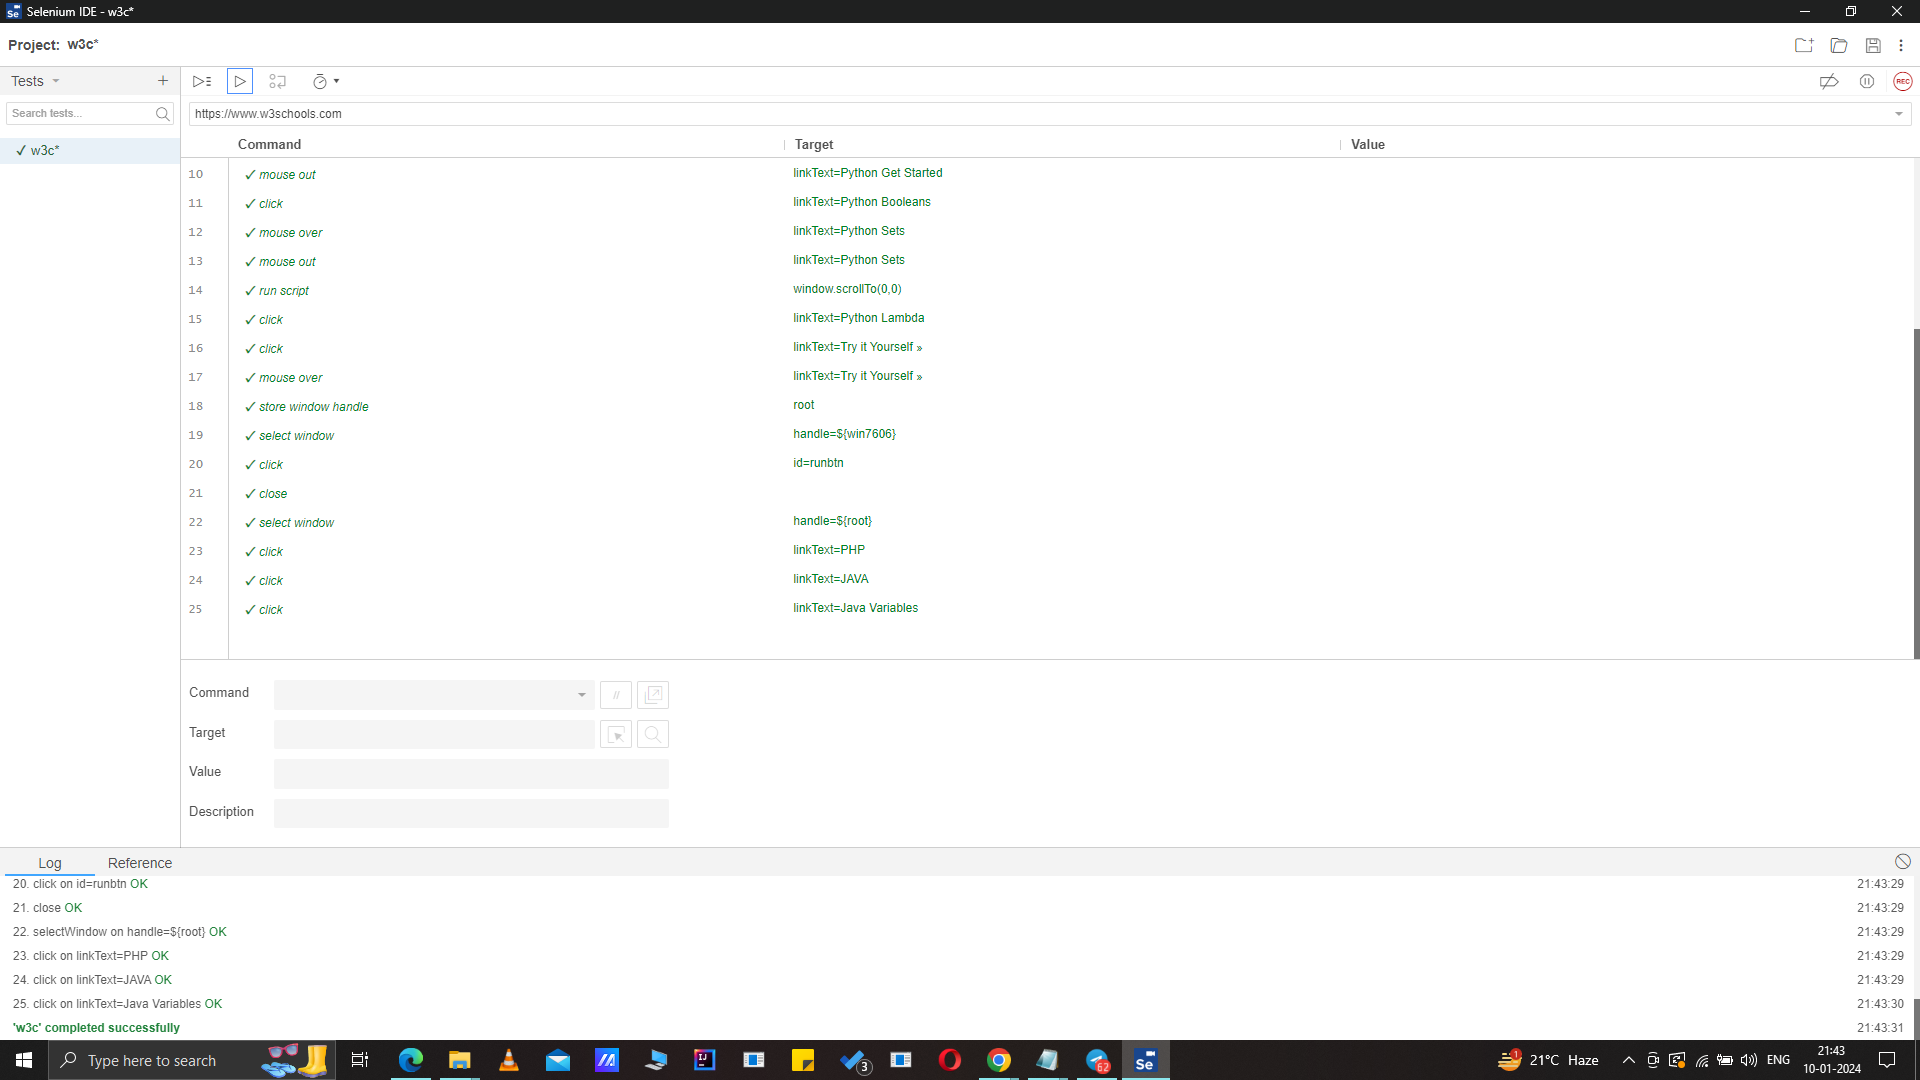 Selenium IDE - w3c*
Project: w3c*
Tests
Search tests...
w3c*
https://www.w3schools.com
Command Target Value
10 ✓ mouse out linkText=Python Get Started
11 ✓ click linkText=Python Booleans
12 ✓ mouse over linkText=Python Sets
13 ✓ mouse out linkText=Python Sets
14 ✓ run script window.scrollTo(0,0)
15 ✓ click linkText=Python Lambda
16 ✓ click linkText=Try it Yourself »
17 ✓ mouse over linkText=Try it Yourself »
18 ✓ store window handle root
19 ✓ select window handle=${win7606}
20 ✓ click id=runbtn
21 ✓ close
22 ✓ select window handle=${root}
23 ✓ click linkText=PHP
24 ✓ click linkText=JAVA
25 ✓ click linkText=Java Variables
Command //
Target
Value
Description
Log Reference
20. click on id=runbtn OK 21:43:29
21. close OK 21:43:29
22. selectWindow on handle=${root} OK 21:43:29
23. click on linkText=PHP OK 21:43:29
24. click on linkText=JAVA OK 21:43:29
25. click on linkText=Java Variables OK 21:43:30
'w3c' completed successfully 21:43:31
REC
Type here to search
3
62
Se
1
21°C Haze
ENG
21:43
10-01-2024